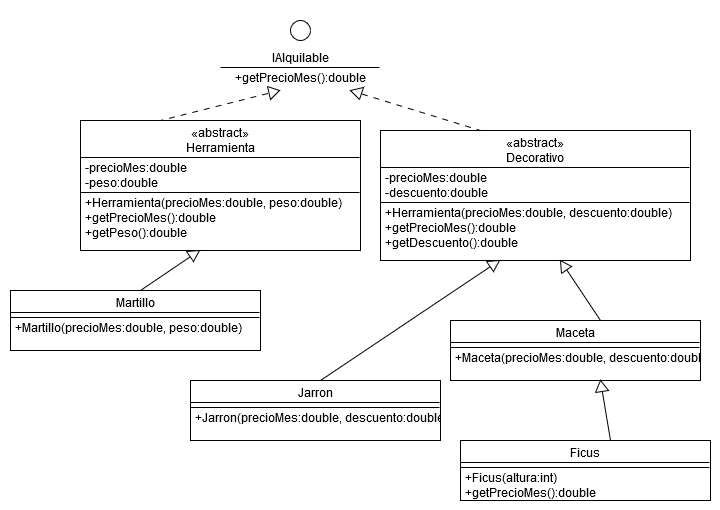 IAlquilable
+getPrecioMes():double
«abstract»
Herramienta
-precioMes:double
-peso:double
+Herramienta(precioMes:double, peso:double)
+getPrecioMes():double
+getPeso():double
«abstract»
Decorativo
-precioMes:double
-descuento:double
+Herramienta(precioMes:double, descuento:double)
+getPrecioMes():double
+getDescuento():double
Martillo
+Martillo(precioMes:double, peso:double)
Maceta
+Maceta(precioMes:double, descuento:doubl
Jarron
+Jarron(precioMes:double, descuento:double
Ficus
+Ficus(altura:int)
+getPrecioMes():double